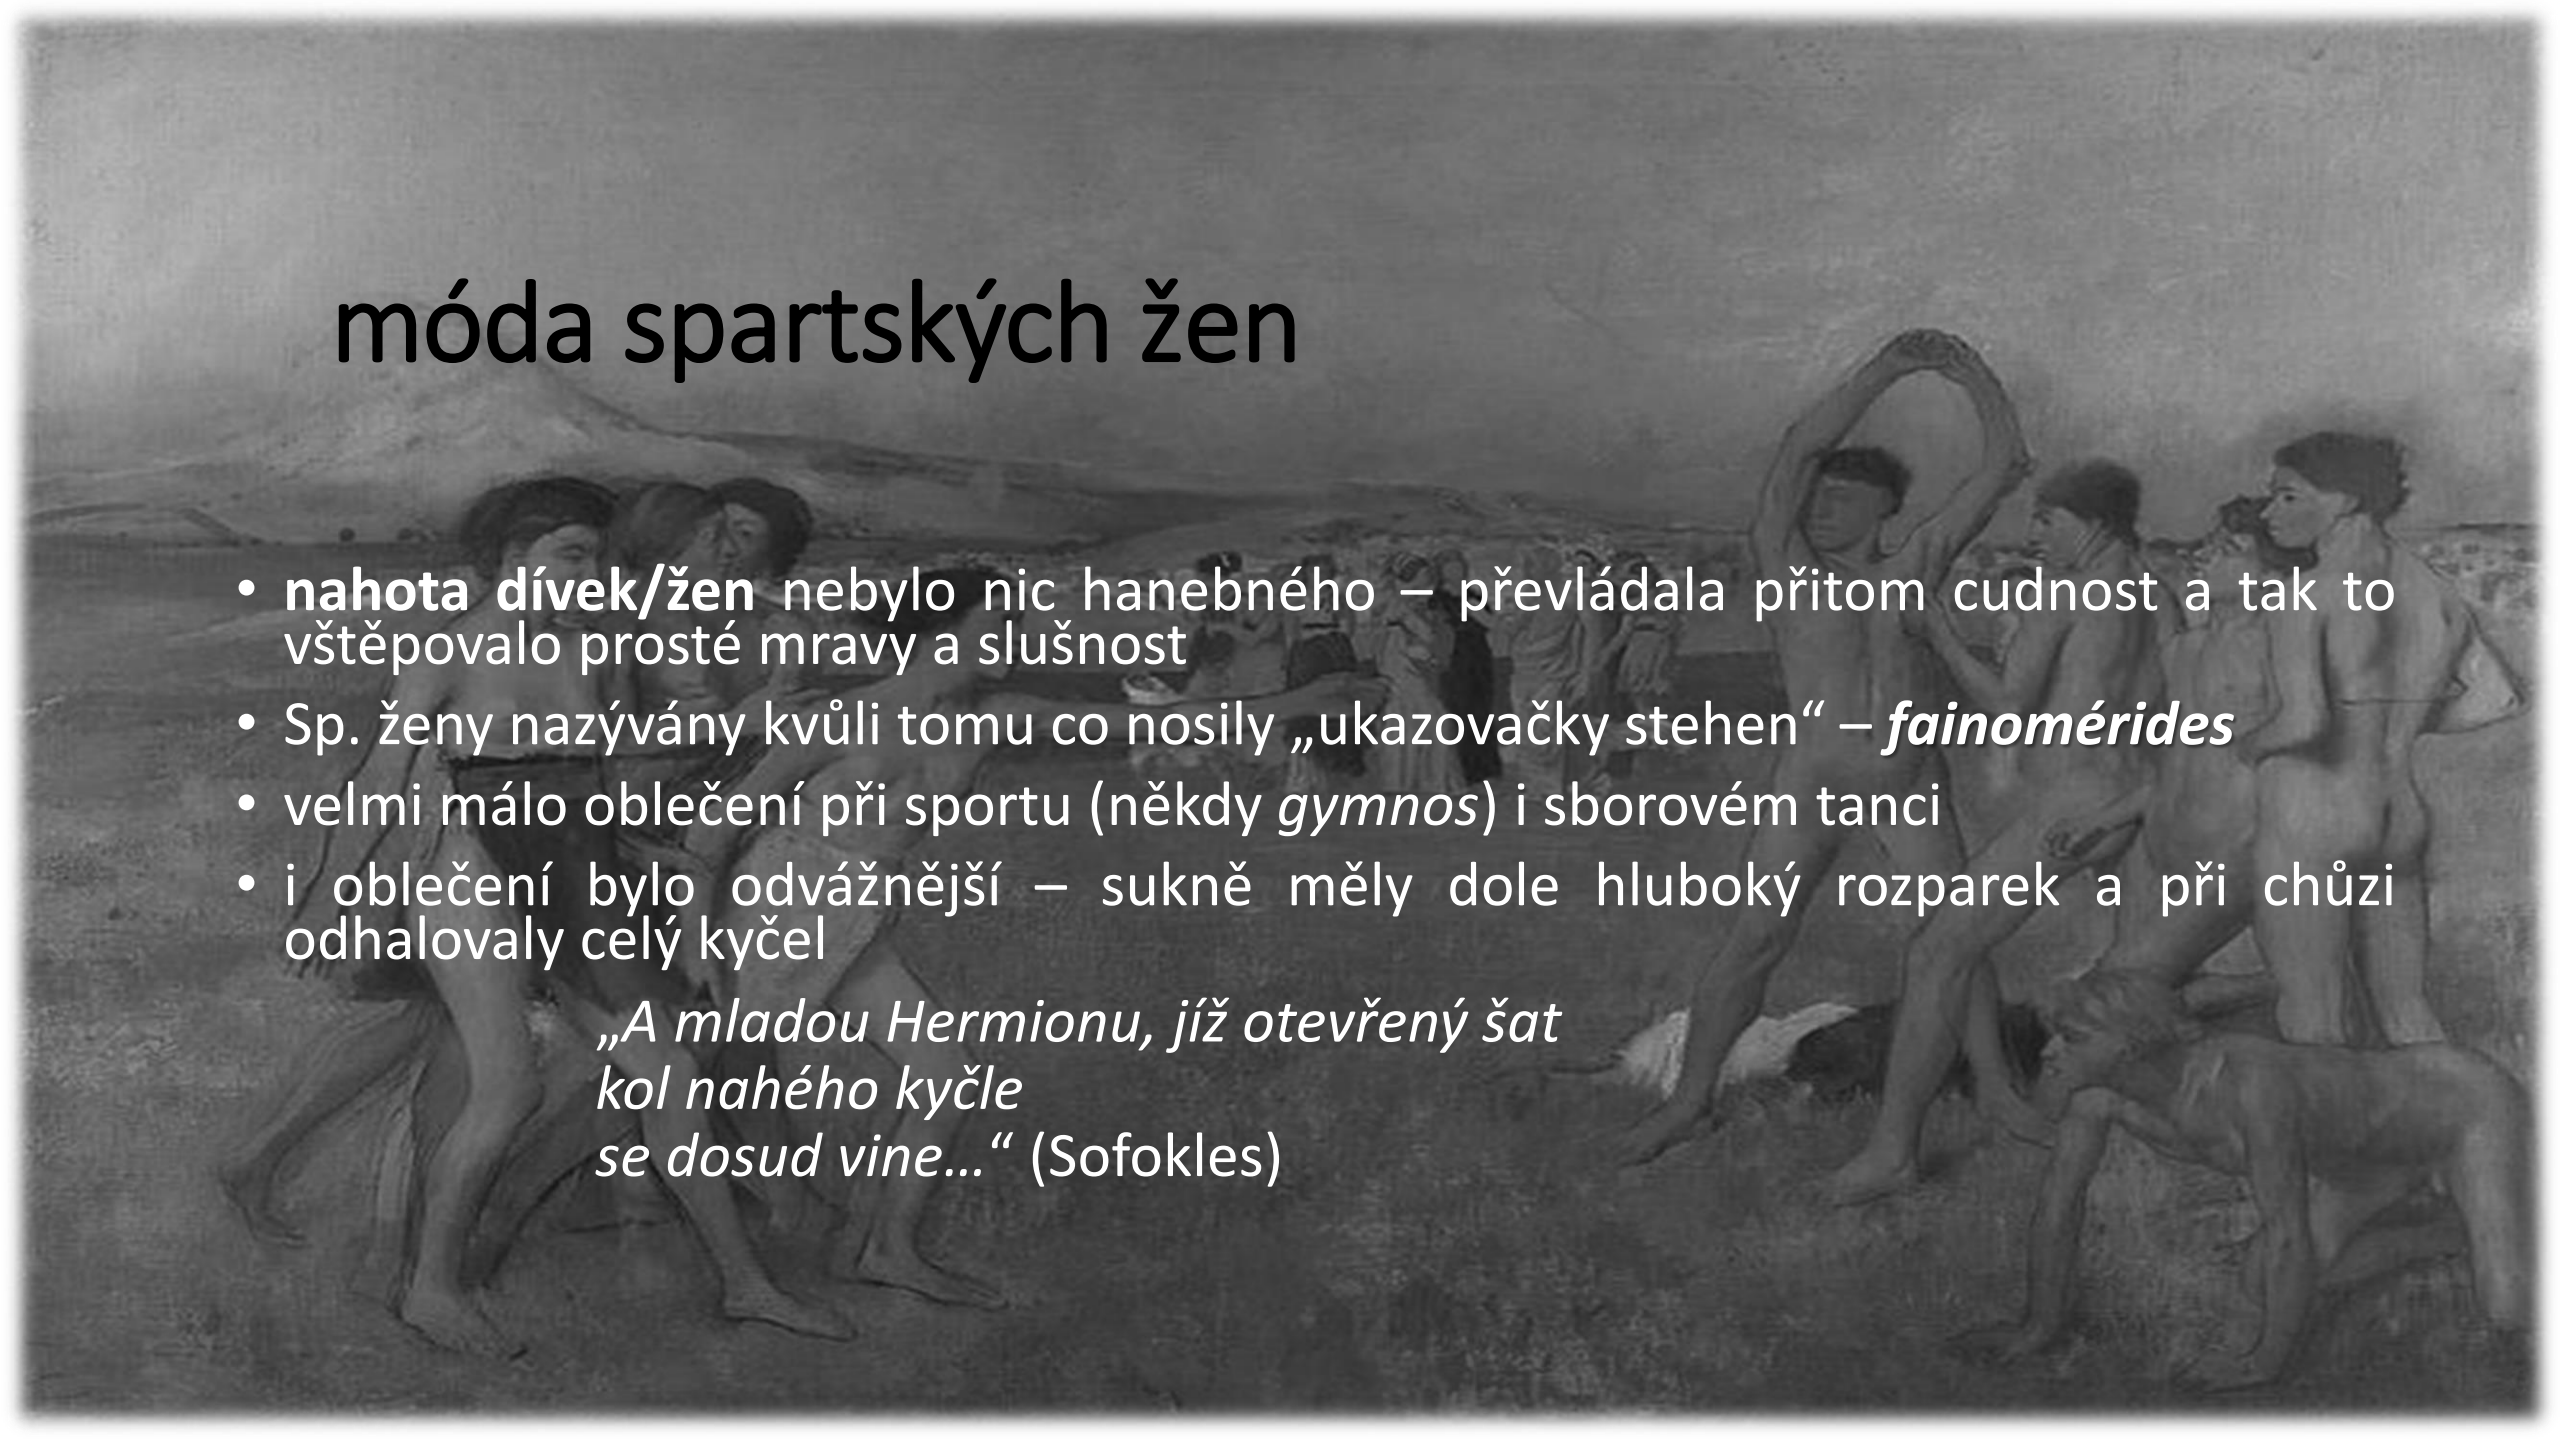 móda spartských žen
• nahota dívek/žen nebylo nic hanebného – převládala přitom cudnost a tak to
vštěpovalo prosté mravy a slušnost
• Sp. ženy nazývány kvůli tomu co nosily „ukazovačky stehen“ – fainomérides
• velmi málo oblečení při sportu (někdy gymnos) i sborovém tanci
• i oblečení bylo odvážnější – sukně měly dole hluboký rozparek a při chůzi
odhalovaly celý kyčel
„A mladou Hermionu, jíž otevřený šat
kol nahého kyčle
se dosud vine…“ (Sofokles)